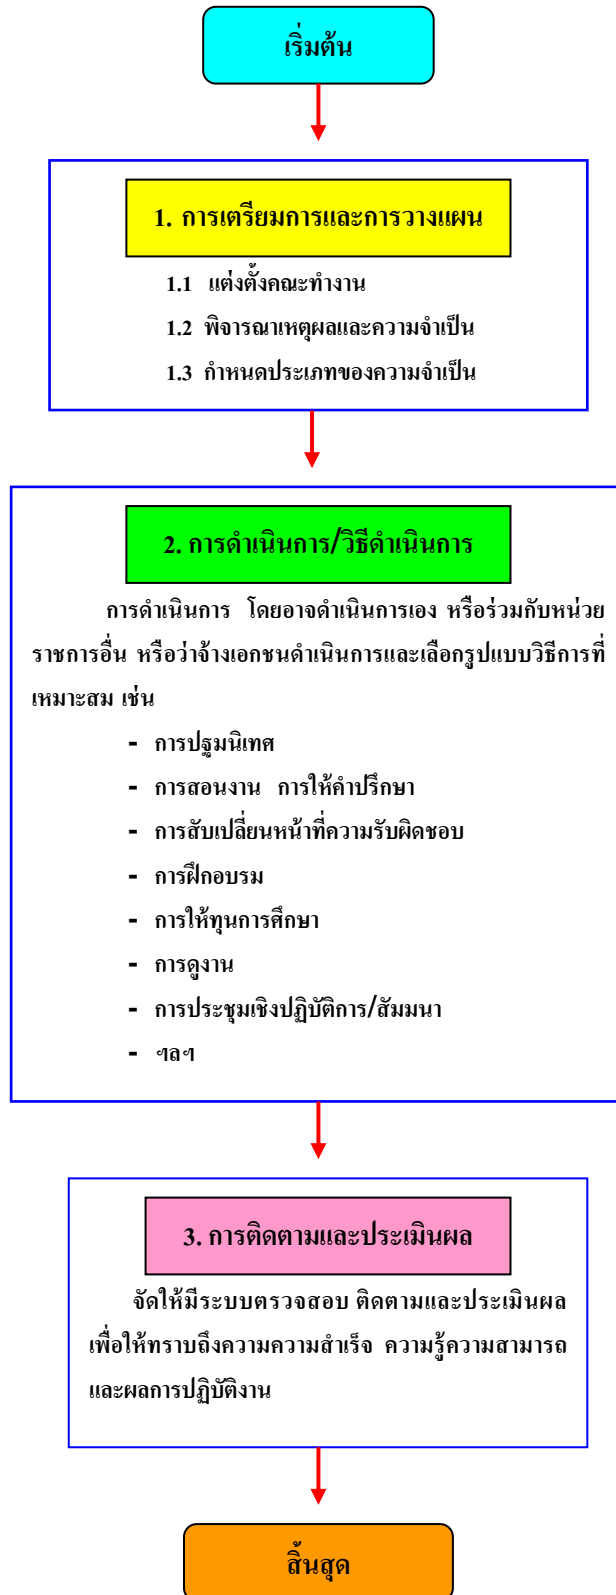 เริ่มต้น
1. การเตรียมการและการวางแผน
1.1 แต่งตั้งคณะทำงาน
1.2 พิจารณาเหตุผลและความจำเป็น
1.3 กำหนดประเภทของความจำเป็น
2. การดำเนินการ/วิธีดำเนินการ
การดำเนินการ โดยอาจดำเนินการเอง หรือร่วมกับหน่วย
ราชการอื่น หรือว่าจ้างเอกชนดำเนินการและเลือกรูปแบบวิธีการที่
เหมาะสม เช่น
- การปฐมนิเทศ
- การสอนงาน การให้คำปรึกษา
- การสับเปลี่ยนหน้าที่ความรับผิดชอบ
- การฝึกอบรม
- การให้ทุนการศึกษา
- การดูงาน
- การประชุมเชิงปฏิบัติการ/สัมมนา
- ฯลฯ
3. การติดตามและประเมินผล
จัดให้มีระบบตรวจสอบ ติดตามและประเมินผล
เพื่อให้ทราบถึงความความสำเร็จ ความรู้ความสามารถ
และผลการปฏิบัติงาน
สิ้นสุด